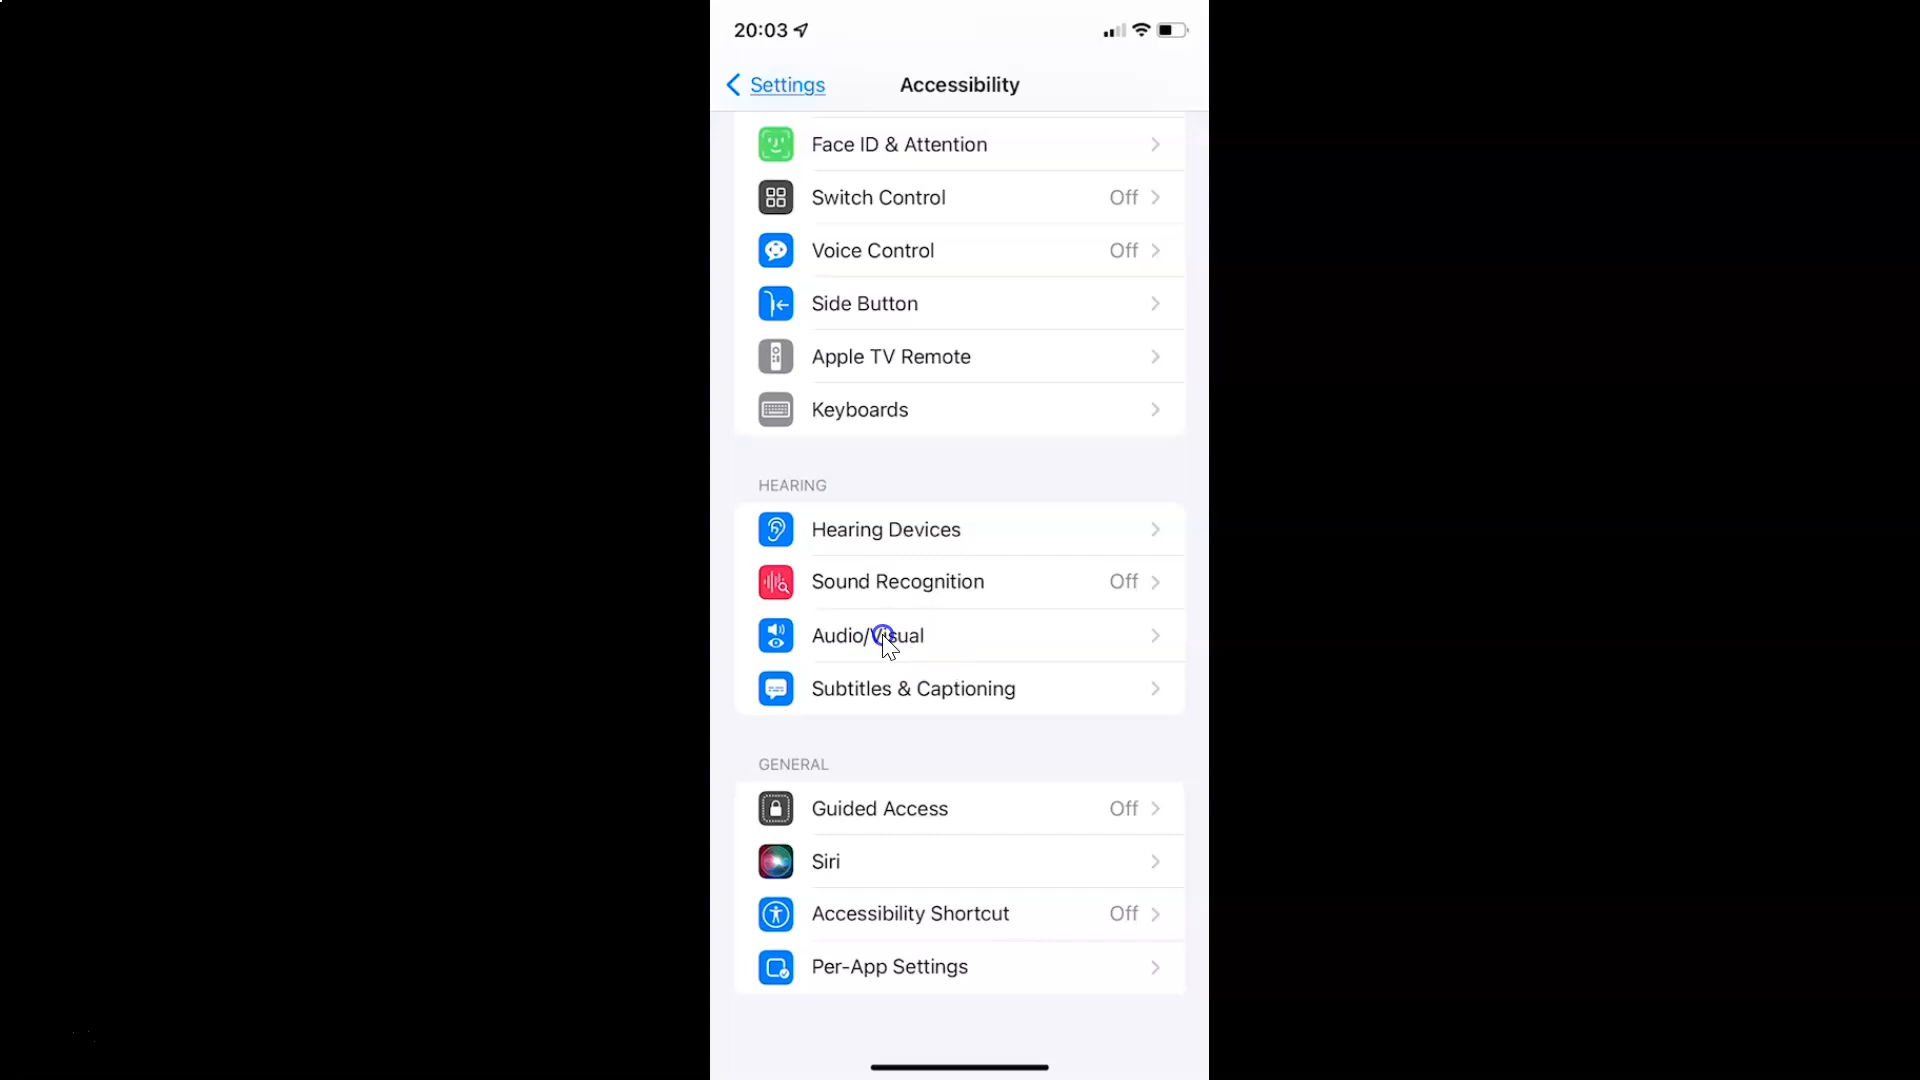 20:03
Settings
Accessibility
Face ID & Attention
Switch Control Off
Voice Control Off
Side Button
Apple TV Remote
Keyboards
HEARING
Hearing Devices
Sound Recognition Off
Audio/Visual
Subtitles & Captioning
GENERAL
Guided Access Off
Siri
Accessibility Shortcut Off
Per-App Settings